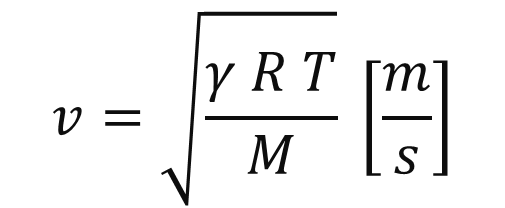 v = √(γ R T / M) [m/s]